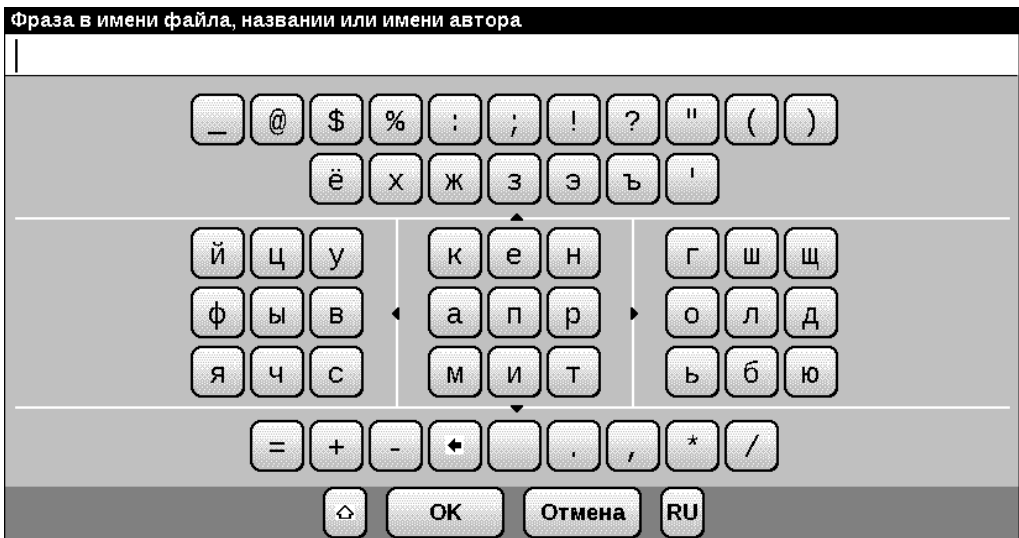 Фраза в имени файла, названии или имени автора
_ @ $ % : ; ! ? " ( )
ё х ж з э ъ '
й ц у к е н г ш щ
ф ы в а п р о л д
я ч с м и т ь б ю
= + - . , * /
OK Отмена RU